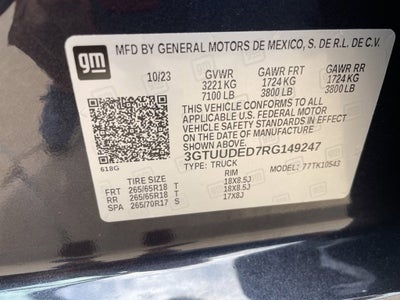 gm
MFD BY GENERAL MOTORS DE MEXICO, S. DE R.L. DE C.V.
10/23 GVWR GAWR FRT GAWR RR
3221 KG 1724 KG 1724 KG
7100 LB 3800 LB 3800 LB
THIS VEHICLE CONFORMS TO ALL
APPLICABLE U.S. FEDERAL MOTOR
VEHICLE SAFETY STANDARDS IN EFFECT ON THE
DATE OF MANUFACTURE SHOWN ABOVE.
3GTUUDED7RG149247
618G
TYPE: TRUCK MODEL: 77TK10543
TIRE SIZE RIM
FRT 265/65R18 T 18X8.5J
RR 265/65R18 T 18X8.5J
SPA 265/70R17 S 17X8J